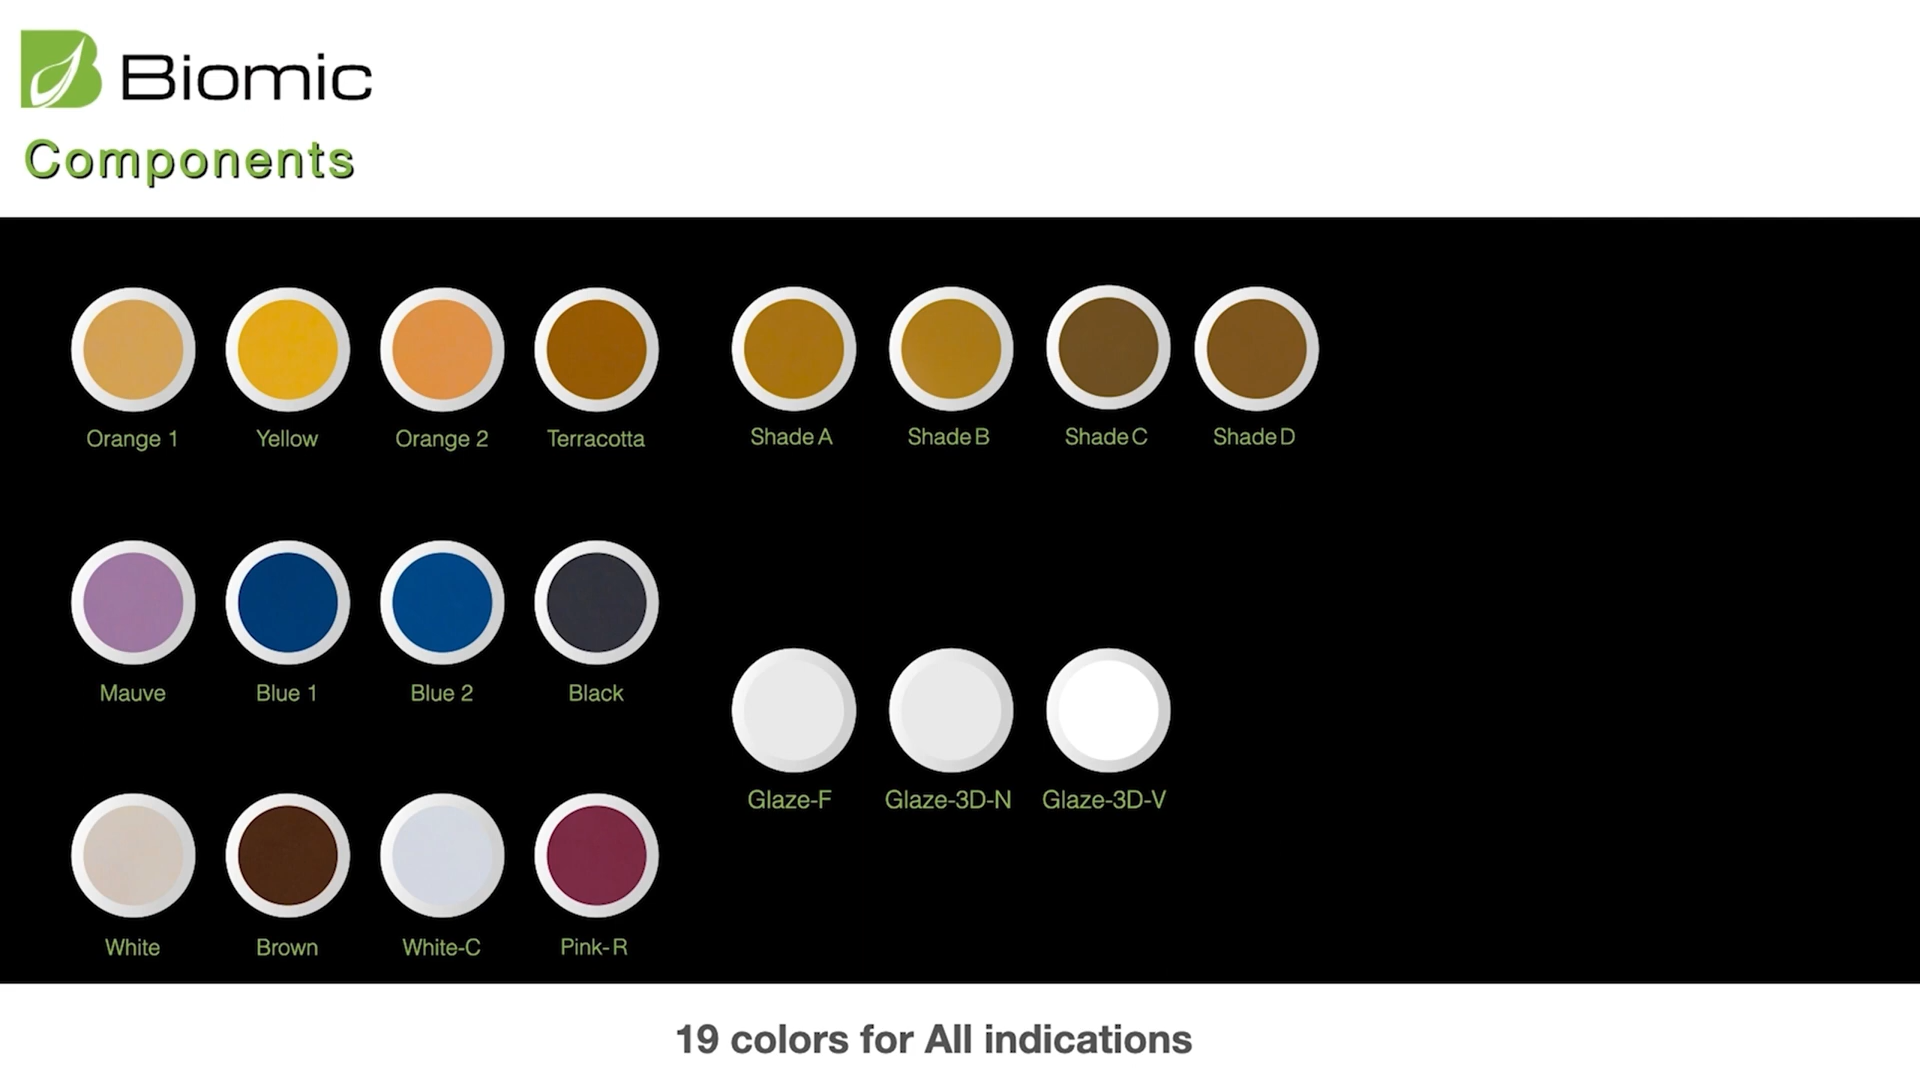 Biomic
Components
Orange 1 Yellow Orange 2 Terracotta Shade A Shade B Shade C Shade D
Mauve Blue 1 Blue 2 Black
Glaze-F Glaze-3D-N Glaze-3D-V
White Brown White-C Pink-R
19 colors for All indications